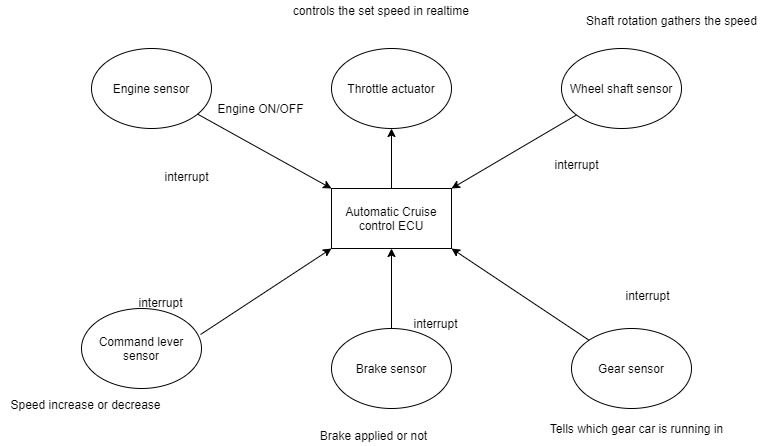 controls the set speed in realtime
Shaft rotation gathers the speed
Engine sensor
Throttle actuator
Wheel shaft sensor
Engine ON/OFF
interrupt
interrupt
Automatic Cruise
control ECU
interrupt
interrupt
interrupt
Command lever
sensor
Brake sensor
Gear sensor
Speed increase or decrease
Brake applied or not
Tells which gear car is running in